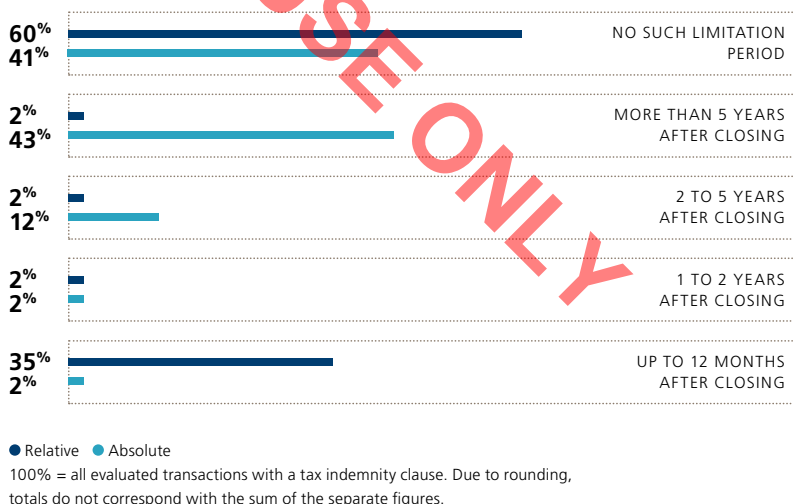 60%
41%
NO SUCH LIMITATION
PERIOD
2%
43%
MORE THAN 5 YEARS
AFTER CLOSING
2%
12%
2 TO 5 YEARS
AFTER CLOSING
2%
2%
1 TO 2 YEARS
AFTER CLOSING
35%
2%
UP TO 12 MONTHS
AFTER CLOSING
Relative Absolute
100% = all evaluated transactions with a tax indemnity clause. Due to rounding,
totals do not correspond with the sum of the separate figures.
ONLY